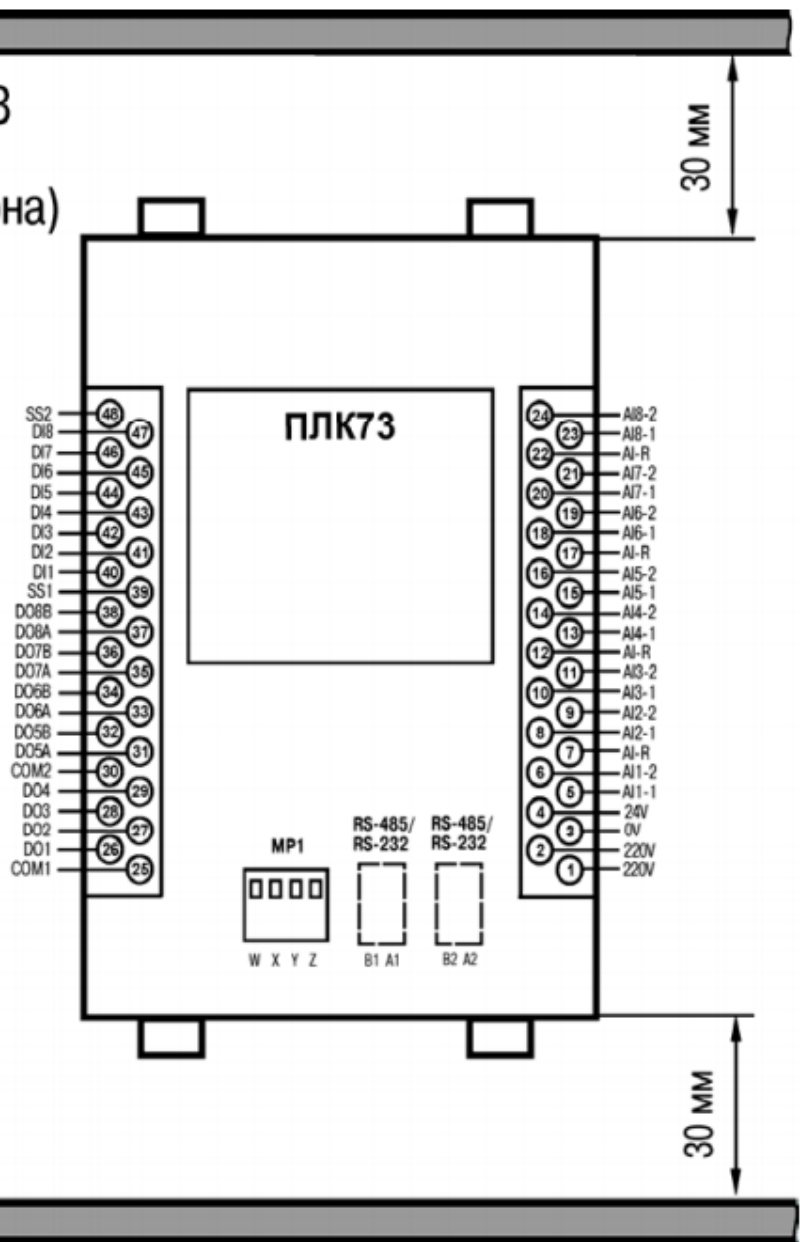 3
на)
30 мм
ПЛК73
SS2 48
DI8 47
DI7 46
DI6 45
DI5 44
DI4 43
DI3 42
DI2 41
DI1 40
SS1 39
DO8B 38
DO8A 37
DO7B 36
DO7A 35
DO6B 34
DO6A 33
DO5B 32
DO5A 31
COM2 30
DO4 29
DO3 28
DO2 27
DO1 26
COM1 25
24 AI8-2
23 AI8-1
22 AI-R
21 AI7-2
20 AI7-1
19 AI6-2
18 AI6-1
17 AI-R
16 AI5-2
15 AI5-1
14 AI4-2
13 AI4-1
12 AI-R
11 AI3-2
10 AI3-1
9 AI2-2
8 AI2-1
7 AI-R
6 AI1-2
5 AI1-1
4 24V
3 0V
2 220V
1 220V
MP1
W X Y Z
RS-485/
RS-232
B1 A1
RS-485/
RS-232
B2 A2
30 мм